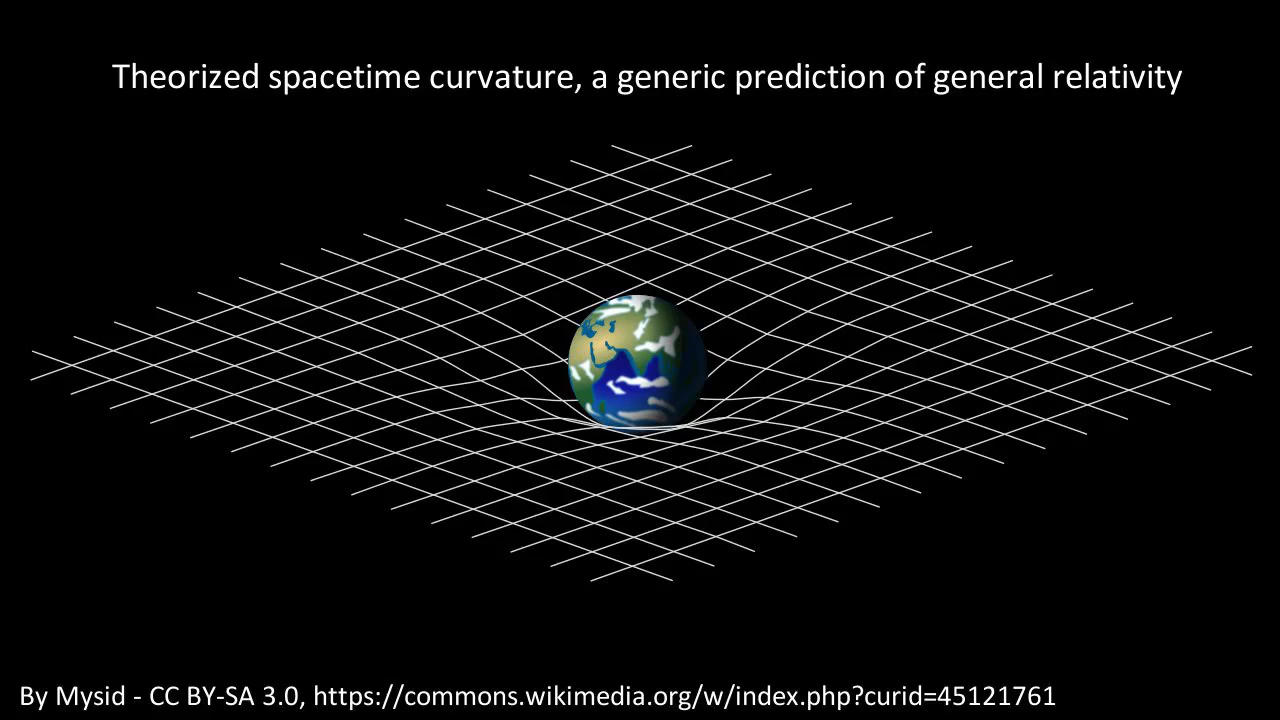 Theorized spacetime curvature, a generic prediction of general relativity
By Mysid - CC BY-SA 3.0, https://commons.wikimedia.org/w/index.php?curid=45121761